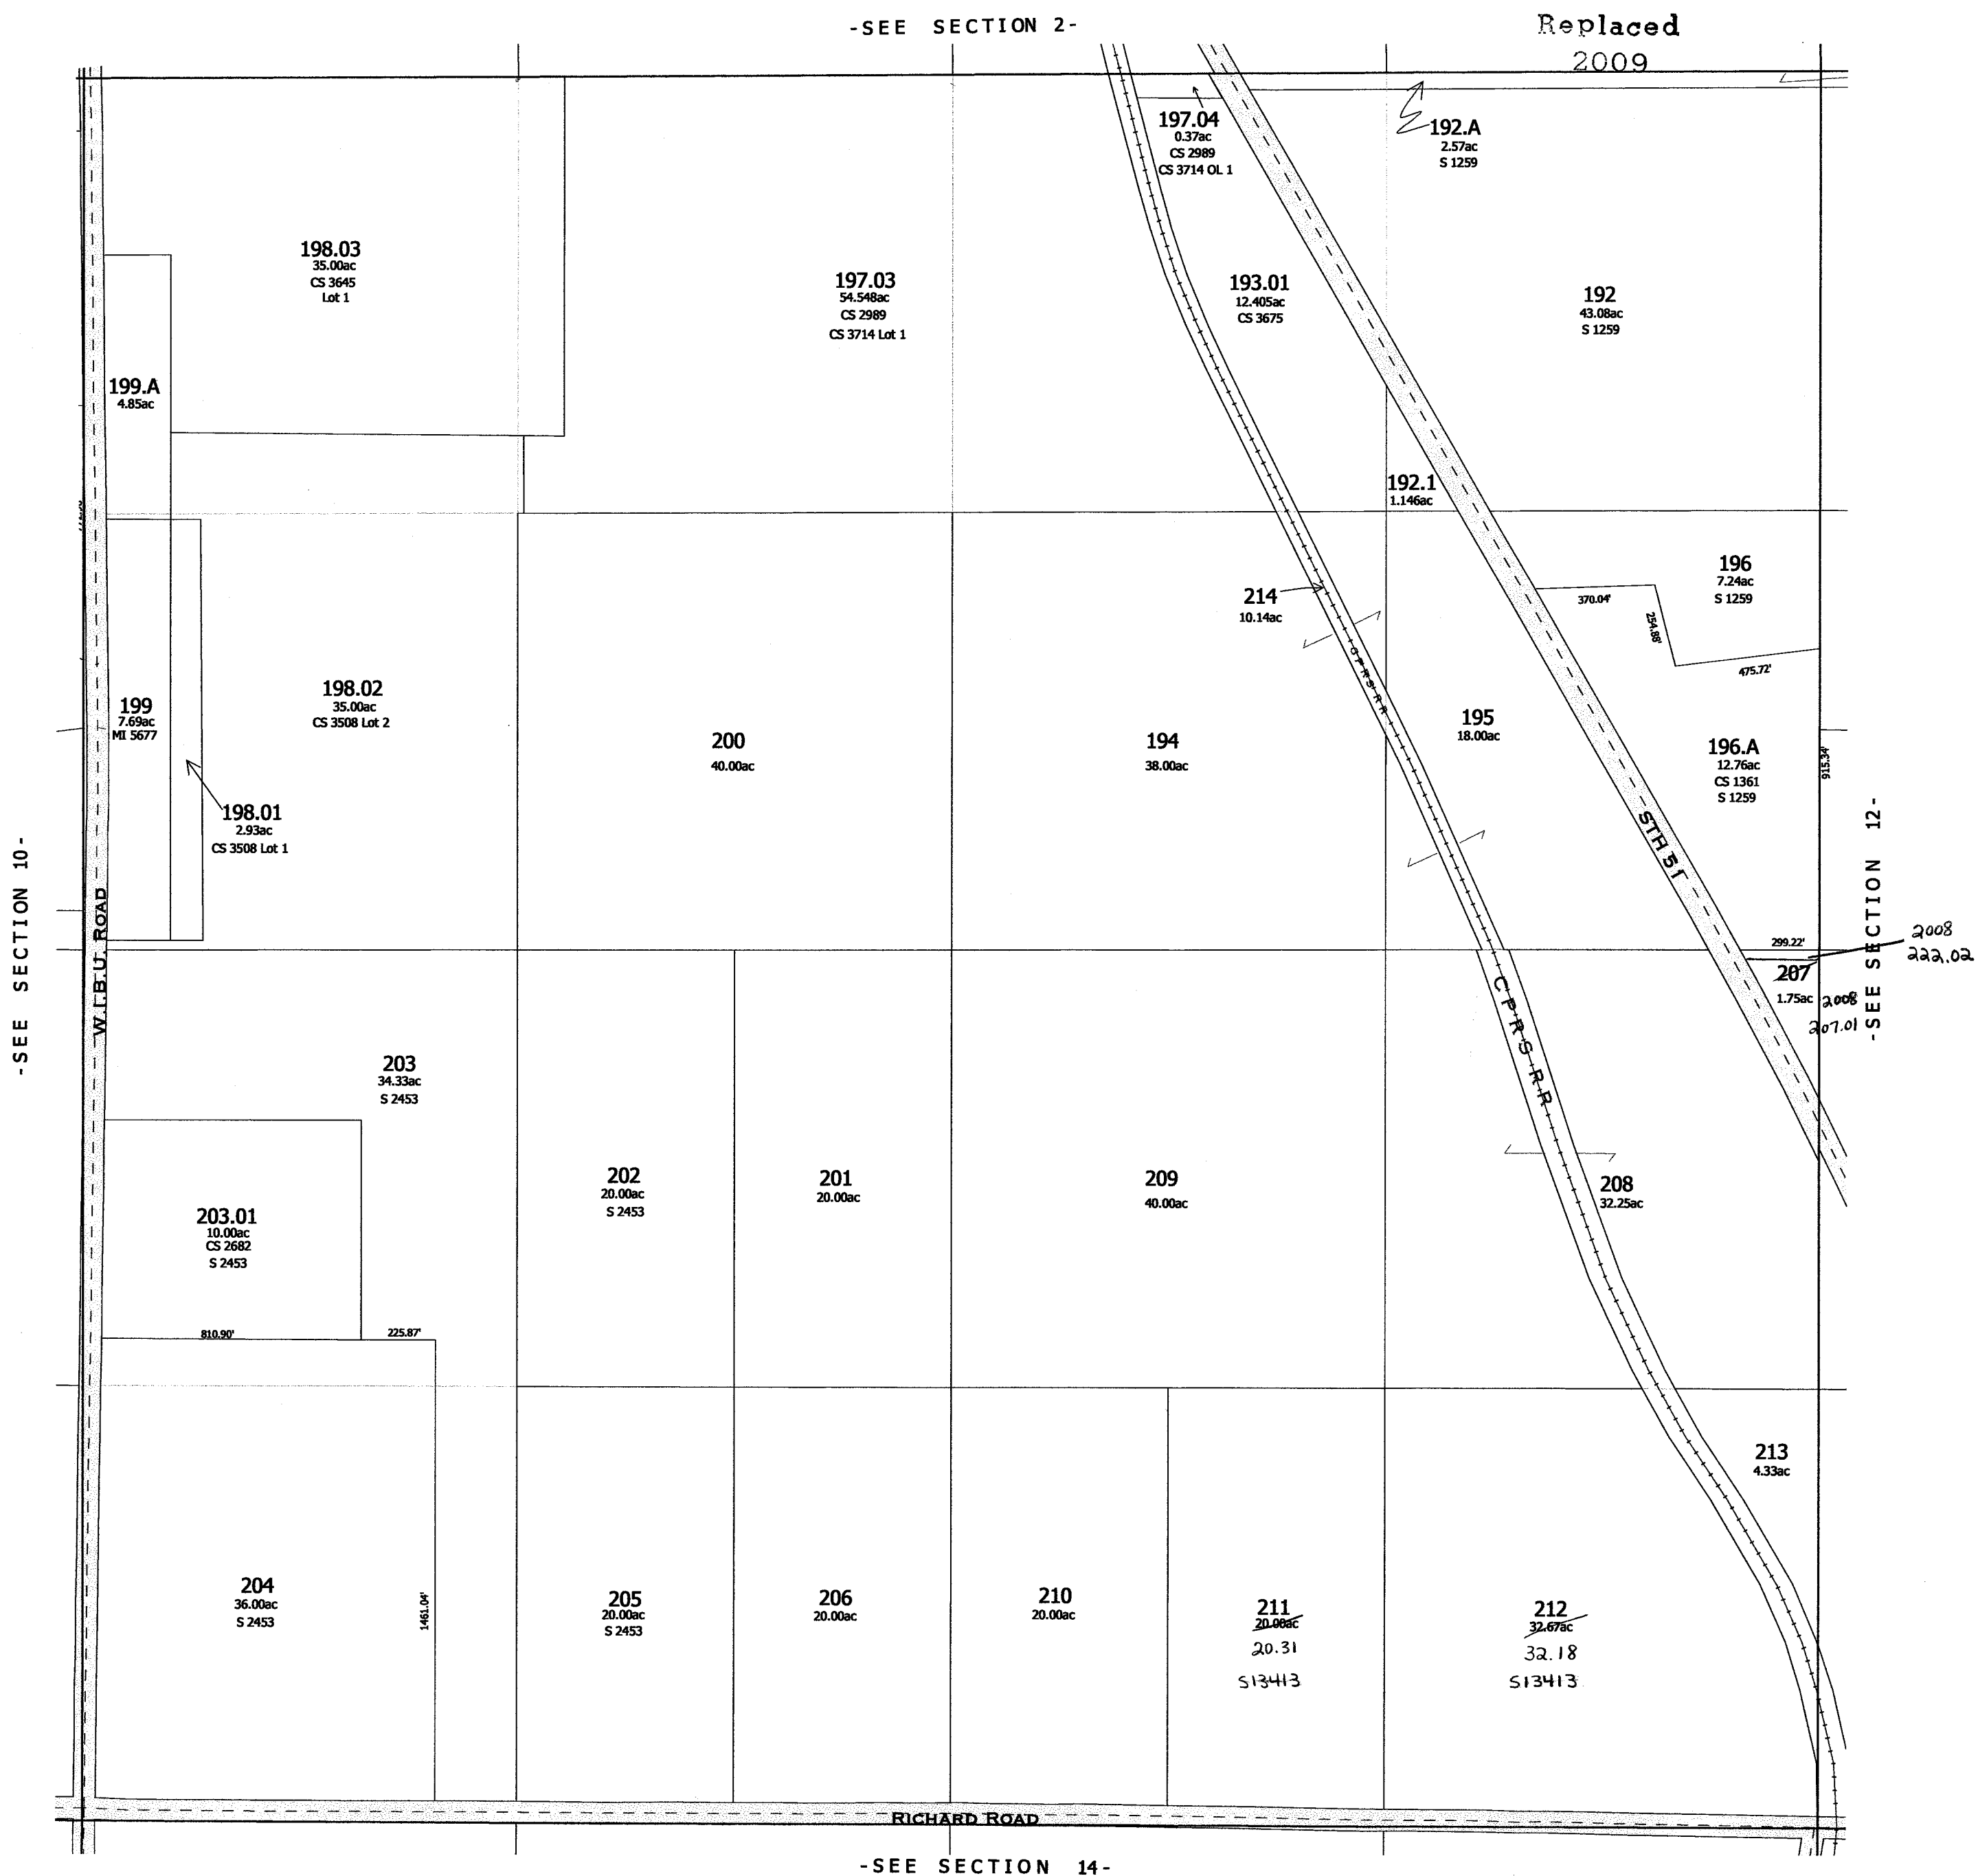 -SEE SECTION 2-
Replaced
2009
197.04
0.37ac
CS 2989
CS 3714 OL 1
192.A
2.57ac
S 1259
198.03
35.00ac
CS 3645
Lot 1
197.03
54.548ac
CS 2989
CS 3714 Lot 1
193.01
12.405ac
CS 3675
192
43.08ac
S 1259
199.A
4.85ac
192.1
1.146ac
196
7.24ac
S 1259
370.04'
254.88'
475.72'
214
10.14ac
C P R S R R
199
7.69ac
MI 5677
198.02
35.00ac
CS 3508 Lot 2
200
40.00ac
194
38.00ac
195
18.00ac
196.A
12.76ac
CS 1361
S 1259
915.34'
198.01
2.93ac
CS 3508 Lot 1
STH 51
-SEE SECTION 10-
W.I.B.U. ROAD
-SEE SECTION 12-
299.22'
2008
222.02
207
1.75ac 2008
207.01
C P R S R R
203
34.33ac
S 2453
203.01
10.00ac
CS 2682
S 2453
202
20.00ac
S 2453
201
20.00ac
209
40.00ac
208
32.25ac
810.90'
225.87'
213
4.33ac
204
36.00ac
S 2453
1461.04'
205
20.00ac
S 2453
206
20.00ac
210
20.00ac
211
20.00ac
20.31
S13413
212
32.67ac
32.18
S13413
RICHARD ROAD
-SEE SECTION 14-